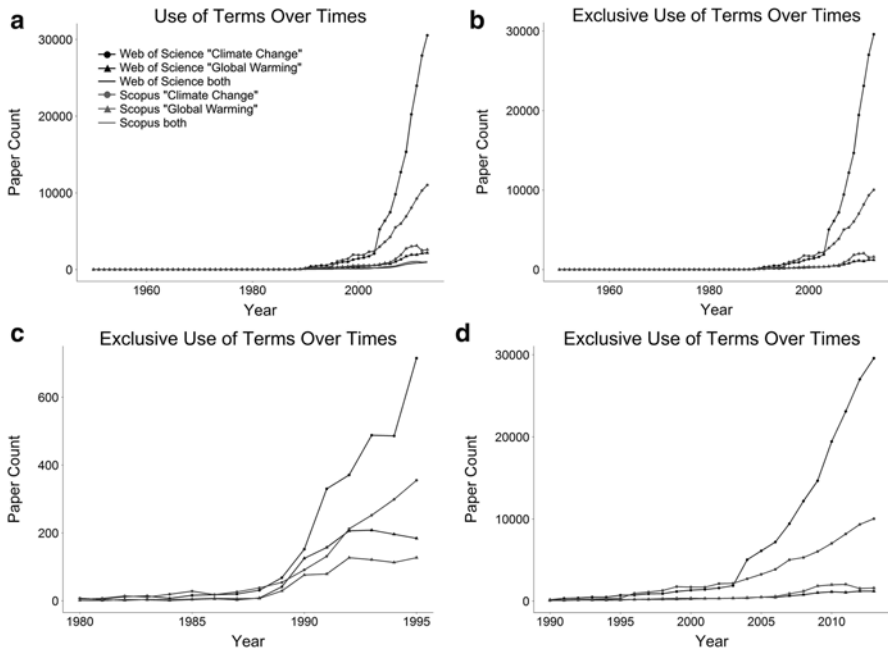 a
Use of Terms Over Times
30000
20000
10000
0
Paper Count
Web of Science "Climate Change"
Web of Science "Global Warming"
Web of Science both
Scopus "Climate Change"
Scopus "Global Warming"
Scopus both
1960
1980
2000
Year
b
Exclusive Use of Terms Over Times
30000
20000
10000
0
Paper Count
1960
1980
2000
Year
c
Exclusive Use of Terms Over Times
600
400
200
0
Paper Count
1980
1985
1990
1995
Year
d
Exclusive Use of Terms Over Times
30000
20000
10000
0
Paper Count
1990
1995
2000
2005
2010
Year